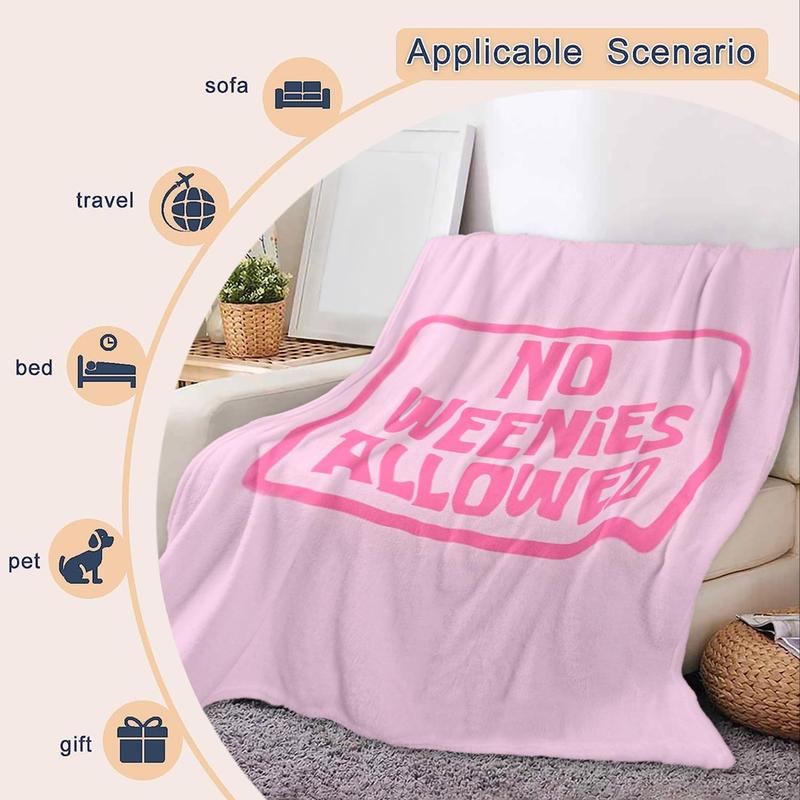 Applicable Scenario
sofa
travel
bed
pet
gift
NO
WEENiES
ALLOWED